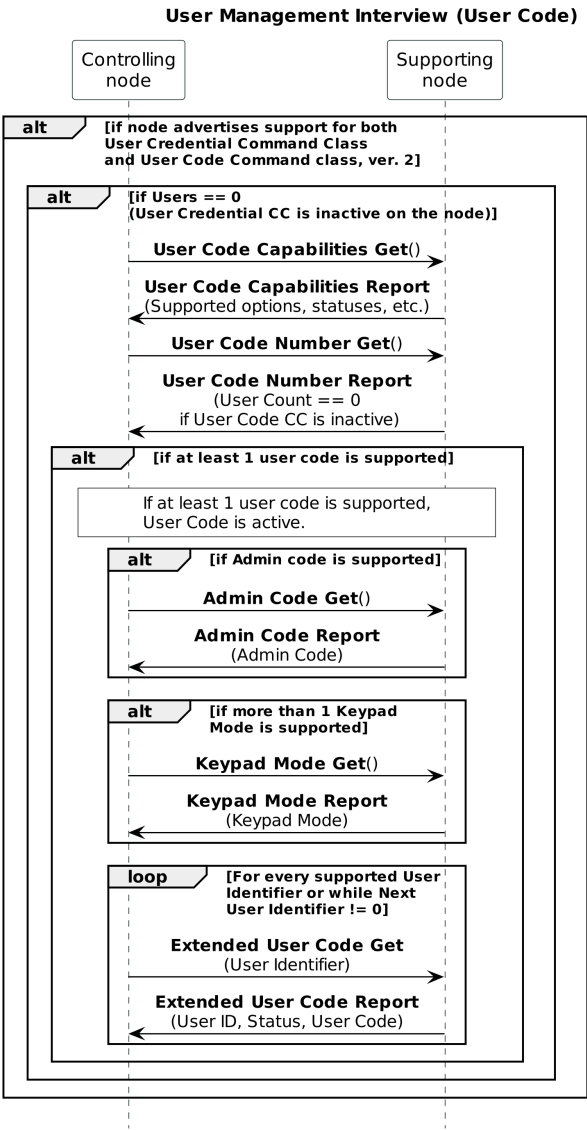 User Management Interview (User Code)
Controlling
node
Supporting
node
alt
[if node advertises support for both
User Credential Command Class
and User Code Command class, ver. 2]
alt
[if Users == 0
(User Credential CC is inactive on the node)]
User Code Capabilities Get()
User Code Capabilities Report
(Supported options, statuses, etc.)
User Code Number Get()
User Code Number Report
(User Count == 0
if User Code CC is inactive)
alt
[if at least 1 user code is supported]
If at least 1 user code is supported,
User Code is active.
alt
[if Admin code is supported]
Admin Code Get()
Admin Code Report
(Admin Code)
alt
[if more than 1 Keypad
Mode is supported]
Keypad Mode Get()
Keypad Mode Report
(Keypad Mode)
loop
[For every supported User
Identifier or while Next
User Identifier != 0]
Extended User Code Get
(User Identifier)
Extended User Code Report
(User ID, Status, User Code)